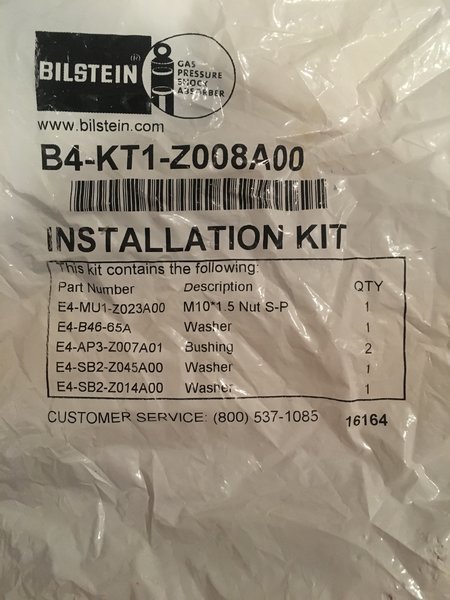 BILSTEIN
GAS
PRESSURE
SHOCK
ABSORBER
www.bilstein.com
B4-KT1-Z008A00
INSTALLATION KIT
This kit contains the following:
Part Number Description QTY
E4-MU1-Z023A00 M10*1.5 Nut S-P 1
E4-B46-65A Washer 1
E4-AP3-Z007A01 Bushing 2
E4-SB2-Z045A00 Washer 1
E4-SB2-Z014A00 Washer 1
CUSTOMER SERVICE: (800) 537-1085 16164